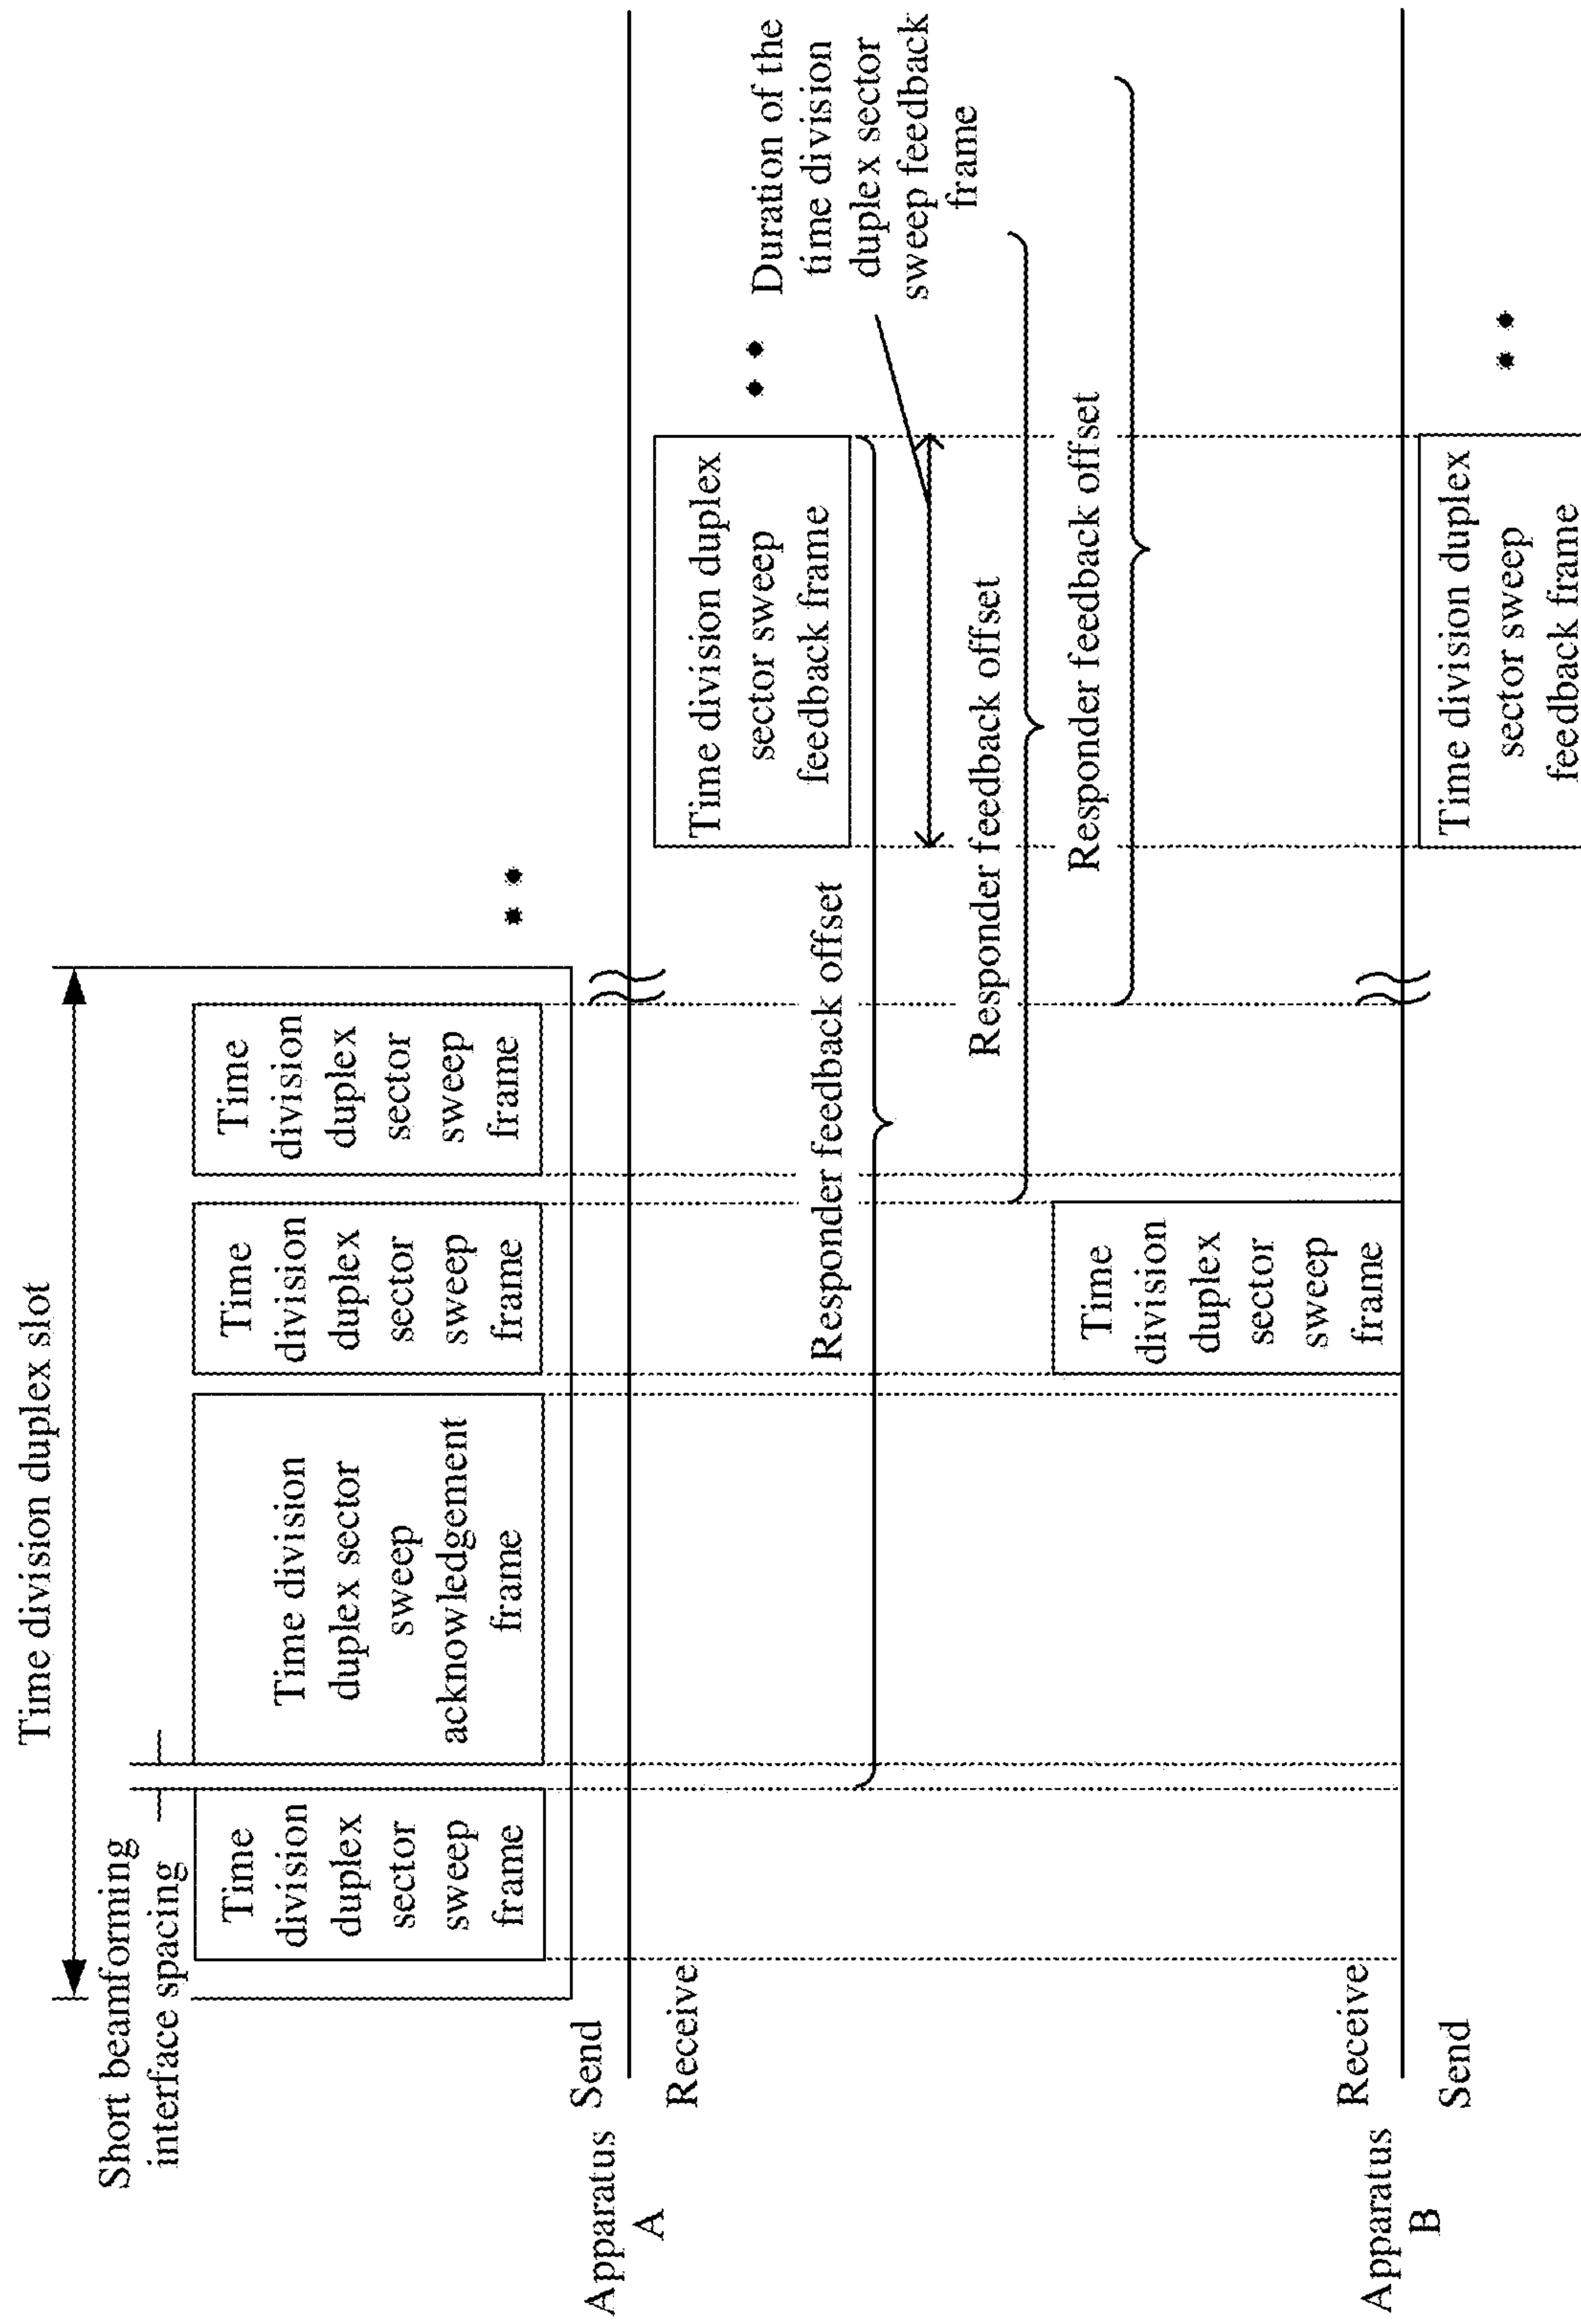 Time division duplex slot
Short beamforming
interface spacing
Time
division
duplex
sector
sweep
frame
Time division
duplex sector
sweep
acknowledgement
frame
Time
division
duplex
sector
sweep
frame
Time
division
duplex
sector
sweep
frame
Apparatus
A
Send
Receive
Time division duplex
sector sweep
feedback frame
Duration of the
time division
duplex sector
sweep feedback
frame
Responder feedback offset
Responder feedback offset
Responder feedback offset
Time
division
duplex
sector
sweep
frame
Apparatus
B
Receive
Send
Time division duplex
sector sweep
feedback frame